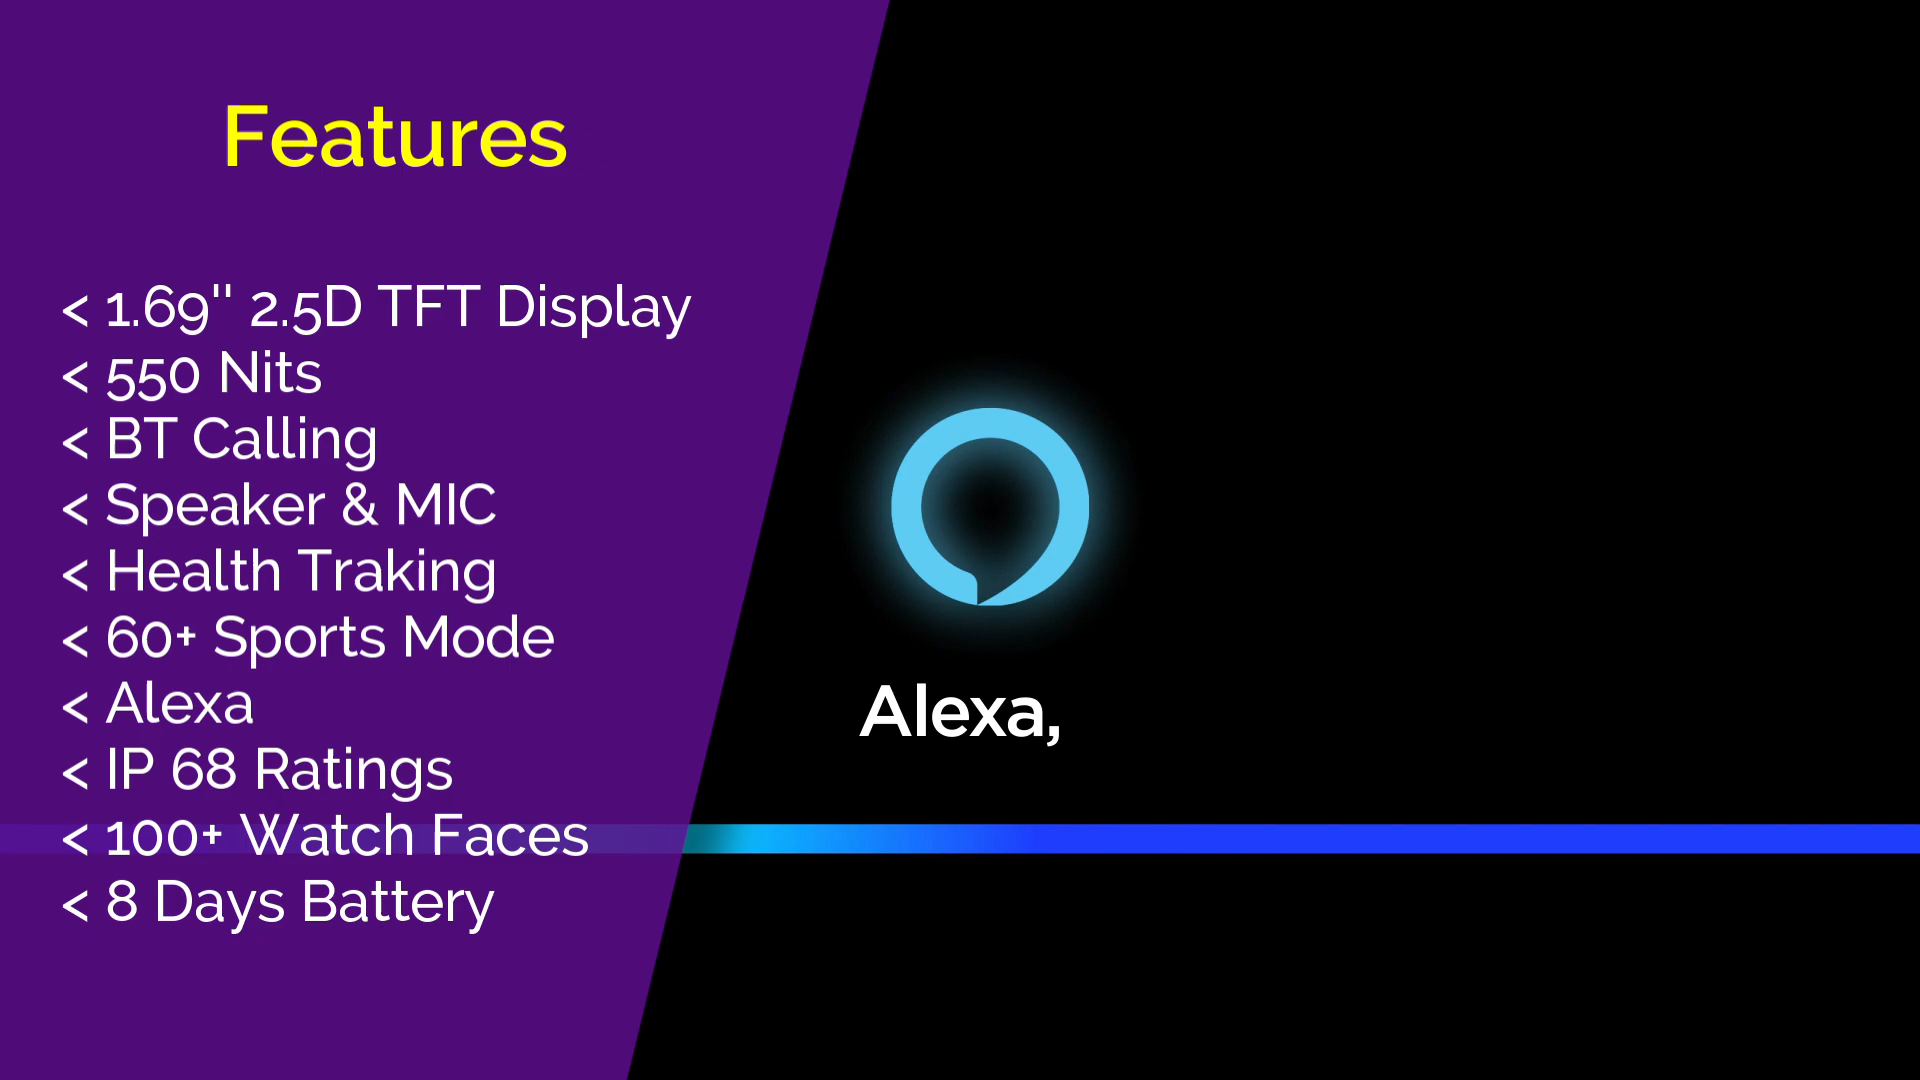 Features
< 1.69'' 2.5D TFT Display
< 550 Nits
< BT Calling
< Speaker & MIC
< Health Traking
< 60+ Sports Mode
< Alexa
< IP 68 Ratings
< 100+ Watch Faces
< 8 Days Battery
Alexa,